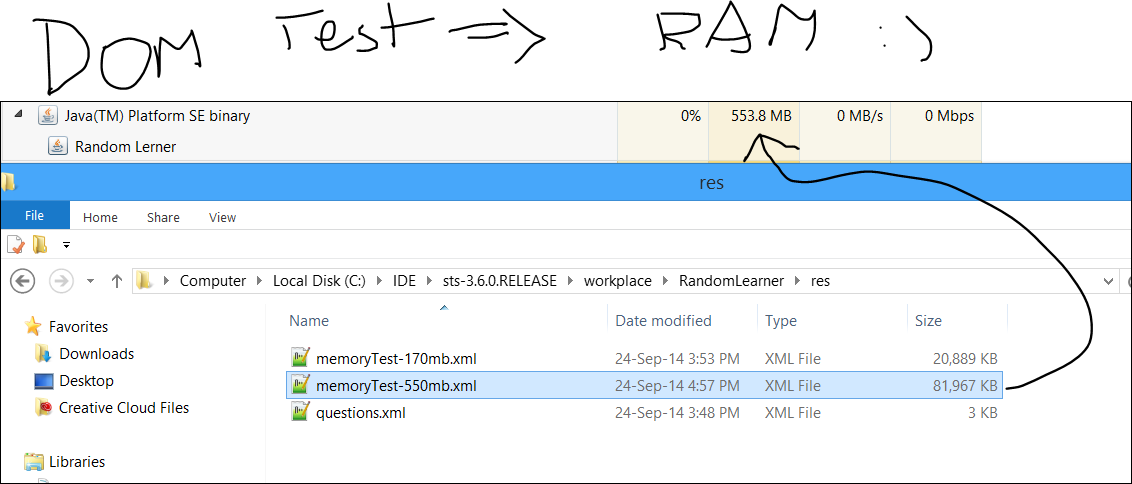 DOM Test => RAM :)
Java(TM) Platform SE binary 0% 553.8 MB 0 MB/s 0 Mbps
Random Lerner
res
File Home Share View
Computer Local Disk (C:) IDE sts-3.6.0.RELEASE workplace RandomLearner res
Favorites
Downloads
Desktop
Creative Cloud Files
Libraries
Name Date modified Type Size
memoryTest-170mb.xml 24-Sep-14 3:53 PM XML File 20,889 KB
memoryTest-550mb.xml 24-Sep-14 4:57 PM XML File 81,967 KB
questions.xml 24-Sep-14 3:48 PM XML File 3 KB